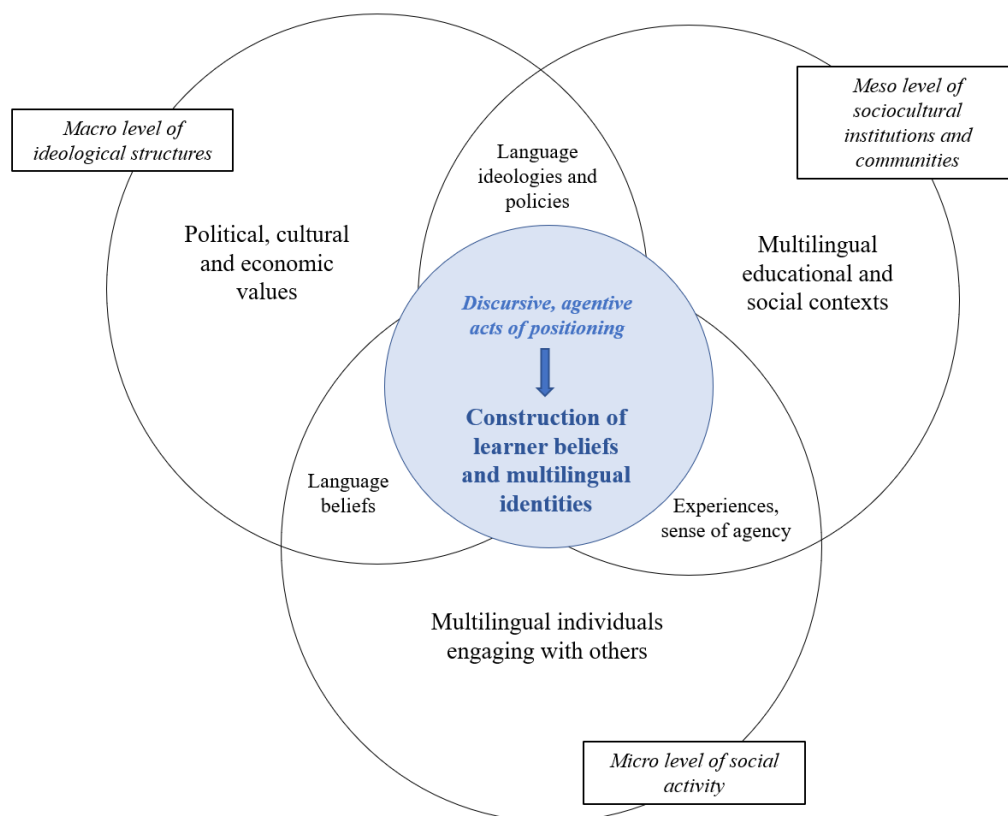 Macro level of
ideological structures
Meso level of
sociocultural
institutions and
communities
Language
ideologies and
policies
Political, cultural
and economic
values
Multilingual
educational and
social contexts
Discursive, agentive
acts of positioning
Construction of
learner beliefs
and multilingual
identities
Language
beliefs
Experiences,
sense of agency
Multilingual individuals
engaging with others
Micro level of social
activity